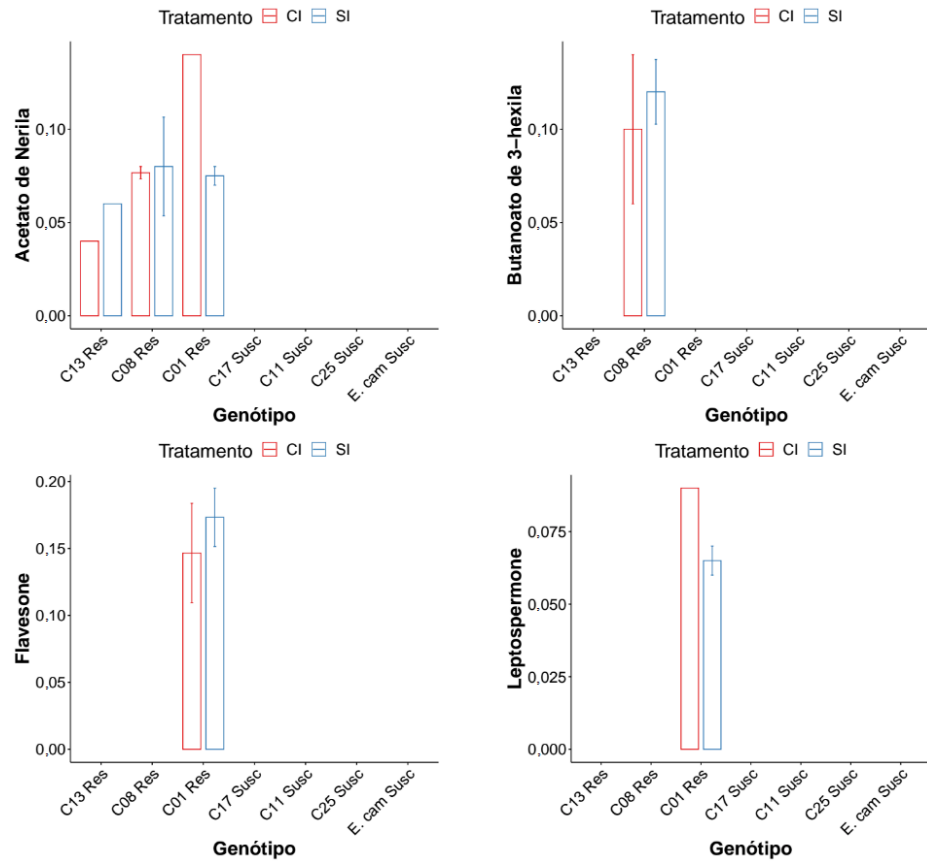 Tratamento CI SI
Acetato de Nerila
0,10
0,05
0,00
C13 Res C08 Res C01 Res C17 Susc C11 Susc C25 Susc E. cam Susc
Genótipo
Tratamento CI SI
Butanoato de 3−hexila
0,10
0,05
0,00
C13 Res C08 Res C01 Res C17 Susc C11 Susc C25 Susc E. cam Susc
Genótipo
Tratamento CI SI
Flavesone
0.20
0,15
0,10
0,05
0,00
C13 Res C08 Res C01 Res C17 Susc C11 Susc C25 Susc E. cam Susc
Genótipo
Tratamento CI SI
Leptospermone
0.075
0,050
0,025
0,000
C13 Res C08 Res C01 Res C17 Susc C11 Susc C25 Susc E. cam Susc
Genótipo